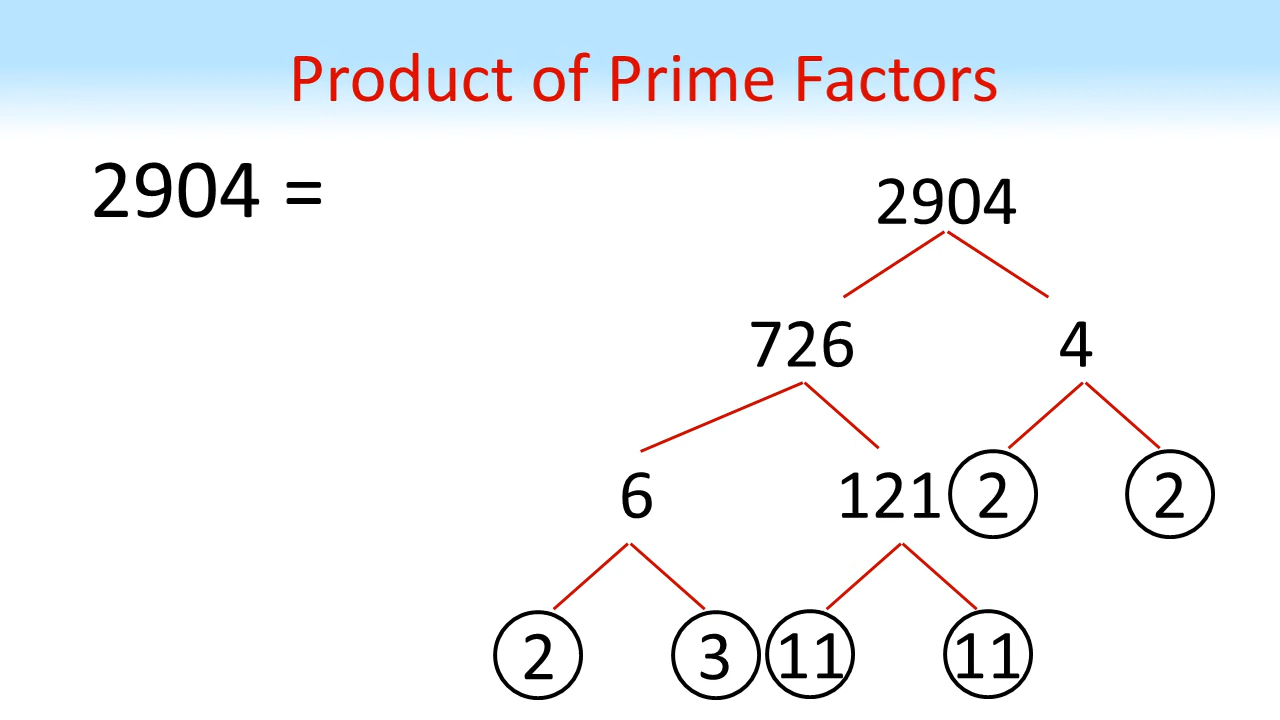 Product of Prime Factors
2904 =
2904
726 4
6 121 2 2
2 3 11 11